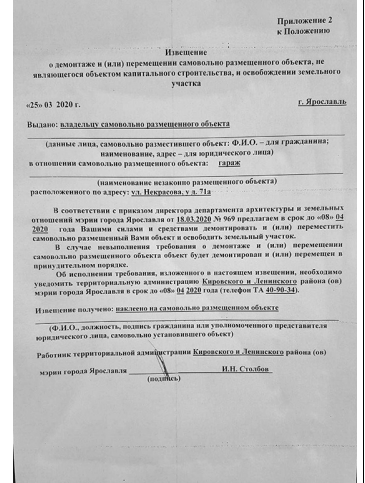 Приложение 2
к Положению
Извещение
о демонтаже и (или) перемещении самовольно размещенного объекта, не
являющегося объектом капитального строительства, и освобождении земельного
участка
«25» 03 2020 г.
г. Ярославль
Выдано: владельцу самовольно размещенного объекта
(данные лица, самовольно разместившего объект: Ф.И.О. – для гражданина;
наименование, адрес – для юридического лица)
в отношении самовольно размещенного объекта: гараж
(наименование незаконно размещенного объекта)
расположенного по адресу: ул. Некрасова, у д. 71а
В соответствии с приказом директора департамента архитектуры и земельных
отношений мэрии города Ярославля от 18.03.2020 № 969 предлагаем в срок до «08» 04
2020 года Вашими силами и средствами демонтировать и (или) переместить
самовольно размещенный Вами объект и освободить земельный участок.
В случае невыполнения требования о демонтаже и (или) перемещении
самовольно размещенного объекта объект будет демонтирован и (или) перемещен в
принудительном порядке.
Об исполнении требования, изложенного в настоящем извещении, необходимо
уведомить территориальную администрацию Кировского и Ленинского района (ов)
мэрии города Ярославля в срок до «08» 04 2020 года (телефон ТА 40-90-34).
Извещение получено: наклеено на самовольно размещенном объекте
(Ф.И.О., должность, подпись гражданина или уполномоченного представителя
юридического лица, самовольно установившего объект)
Работник территориальной администрации Кировского и Ленинского района (ов)
мэрии города Ярославля И.Н. Столбов
(подпись)